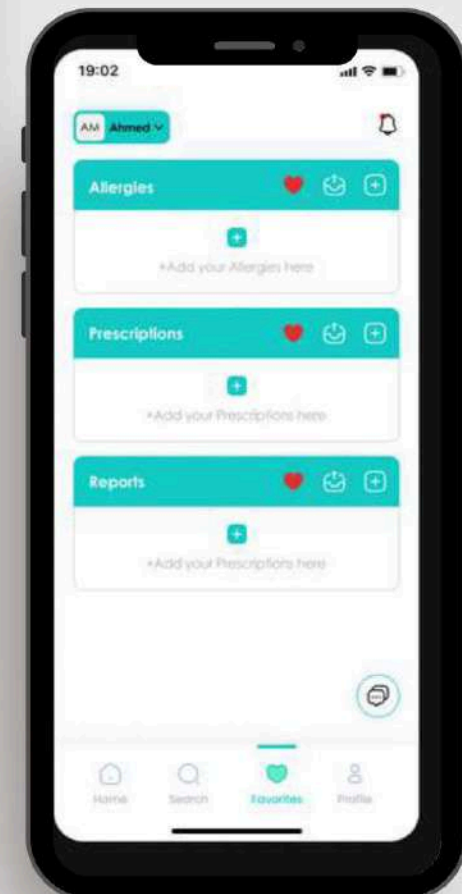 19:02
AM Ahmed
Allergies
+Add your Allergies here
Prescriptions
+Add your Prescriptions here
Reports
+Add your Prescriptions here
Home
Search
Favorites
Profile